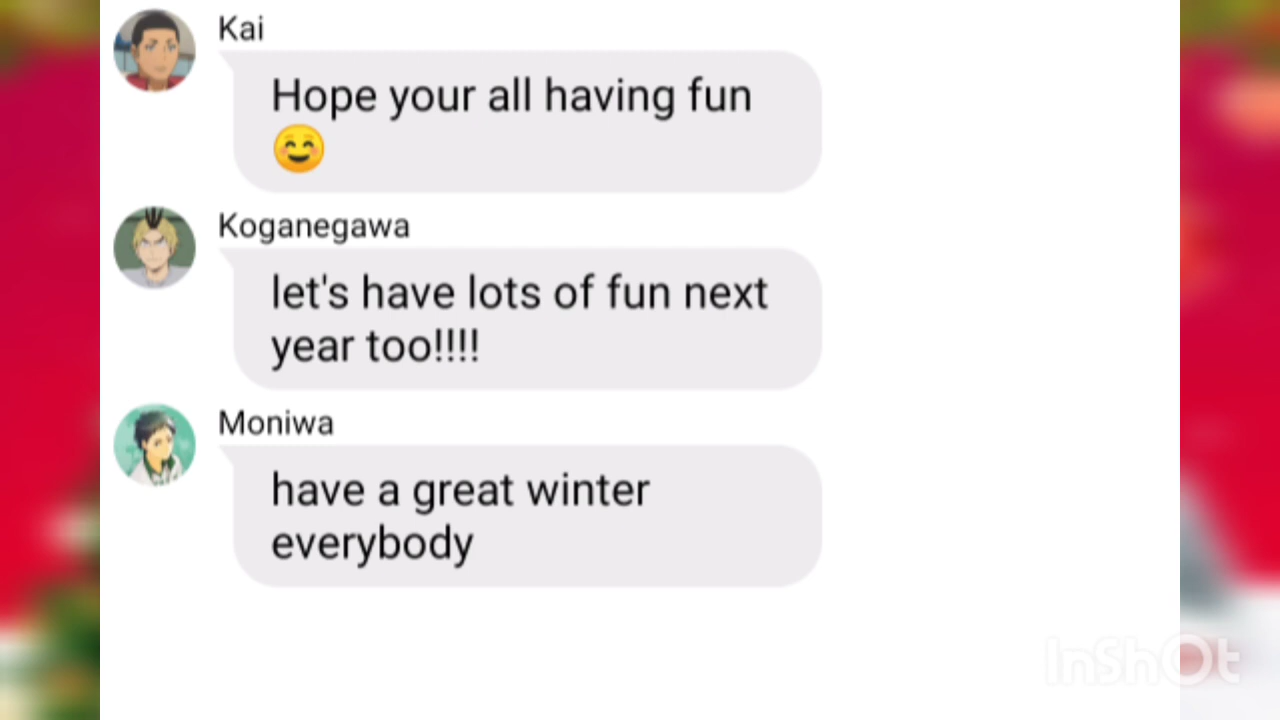 Kai
Hope your all having fun
😊
Koganegawa
let's have lots of fun next
year too!!!!
Moniwa
have a great winter
everybody
InShOt